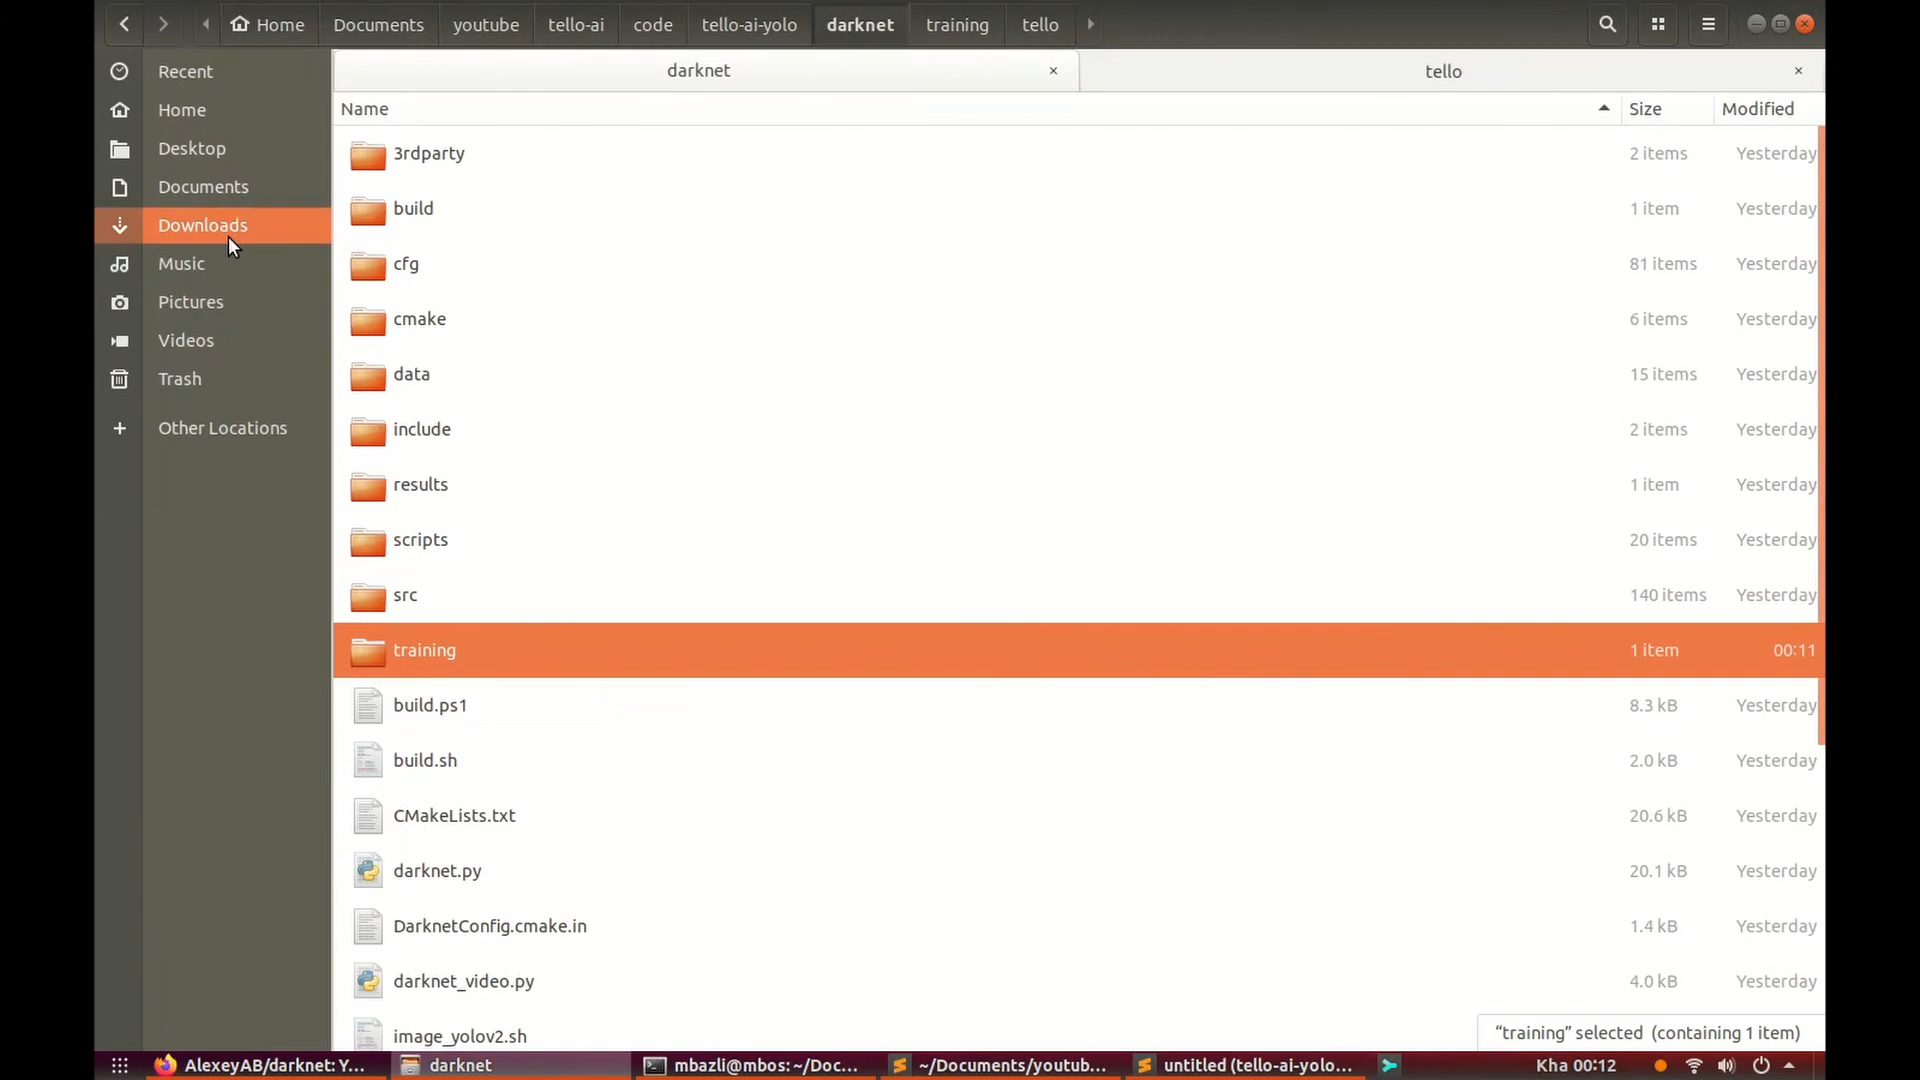 Home Documents youtube tello-ai code tello-ai-yolo darknet training tello
Recent
Home
Desktop
Documents
Downloads
Music
Pictures
Videos
Trash
Other Locations
darknet tello
Name Size Modified
3rdparty 2 items Yesterday
build 1 item Yesterday
cfg 81 items Yesterday
cmake 6 items Yesterday
data 15 items Yesterday
include 2 items Yesterday
results 1 item Yesterday
scripts 20 items Yesterday
src 140 items Yesterday
training 1 item 00:11
build.ps1 8.3 kB Yesterday
build.sh 2.0 kB Yesterday
CMakeLists.txt 20.6 kB Yesterday
darknet.py 20.1 kB Yesterday
DarknetConfig.cmake.in 1.4 kB Yesterday
darknet_video.py 4.0 kB Yesterday
image_yolov2.sh
“training” selected (containing 1 item)
AlexeyAB/darknet: Y... darknet mbazli@mbos: ~/Doc... ~/Documents/youtub... untitled (tello-ai-yolo... Kha 00:12